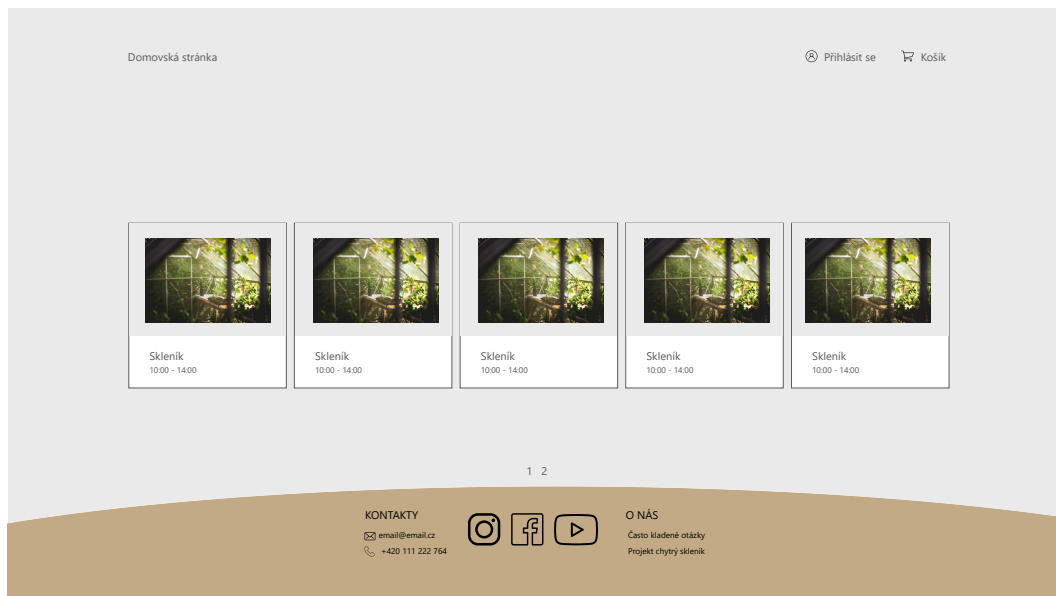 Domovská stránka
Přihlásit se
Košík
Skleník
10:00 - 14:00
Skleník
10:00 - 14:00
Skleník
10:00 - 14:00
Skleník
10:00 - 14:00
Skleník
10:00 - 14:00
1 2
KONTAKTY
email@email.cz
+420 111 222 764
O NÁS
Často kladené otázky
Projekt chytrý skleník